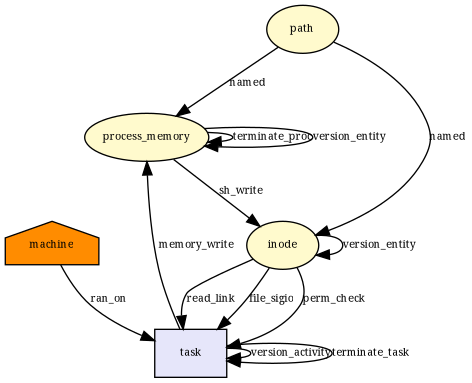 path
named
process_memory
terminate_proc
version_entity
named
sh_write
machine
memory_write
inode
version_entity
ran_on
read_link
file_sigio
perm_check
task
version_activity
terminate_task